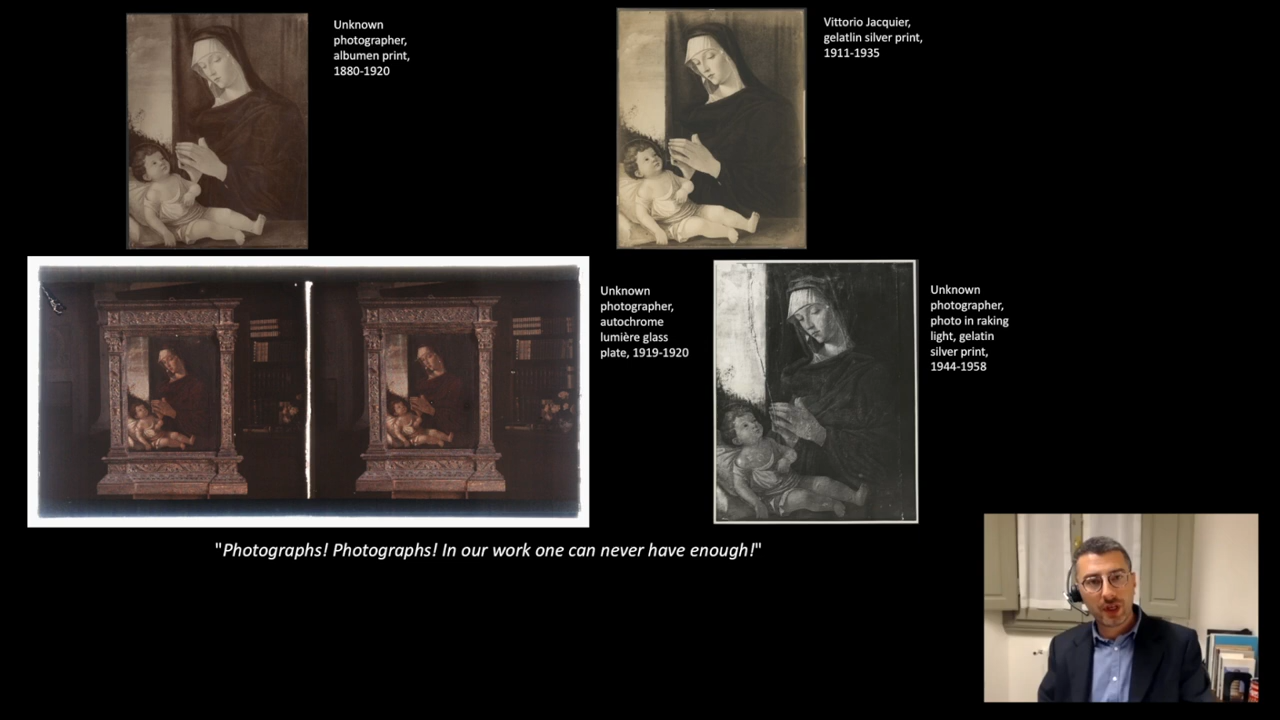 Unknown
photographer,
albumen print,
1880-1920
Vittorio Jacquier,
gelatlin silver print,
1911-1935
Unknown
photographer,
autochrome
lumière glass
plate, 1919-1920
Unknown
photographer,
photo in raking
light, gelatin
silver print,
1944-1958
"Photographs! Photographs! In our work one can never have enough!"